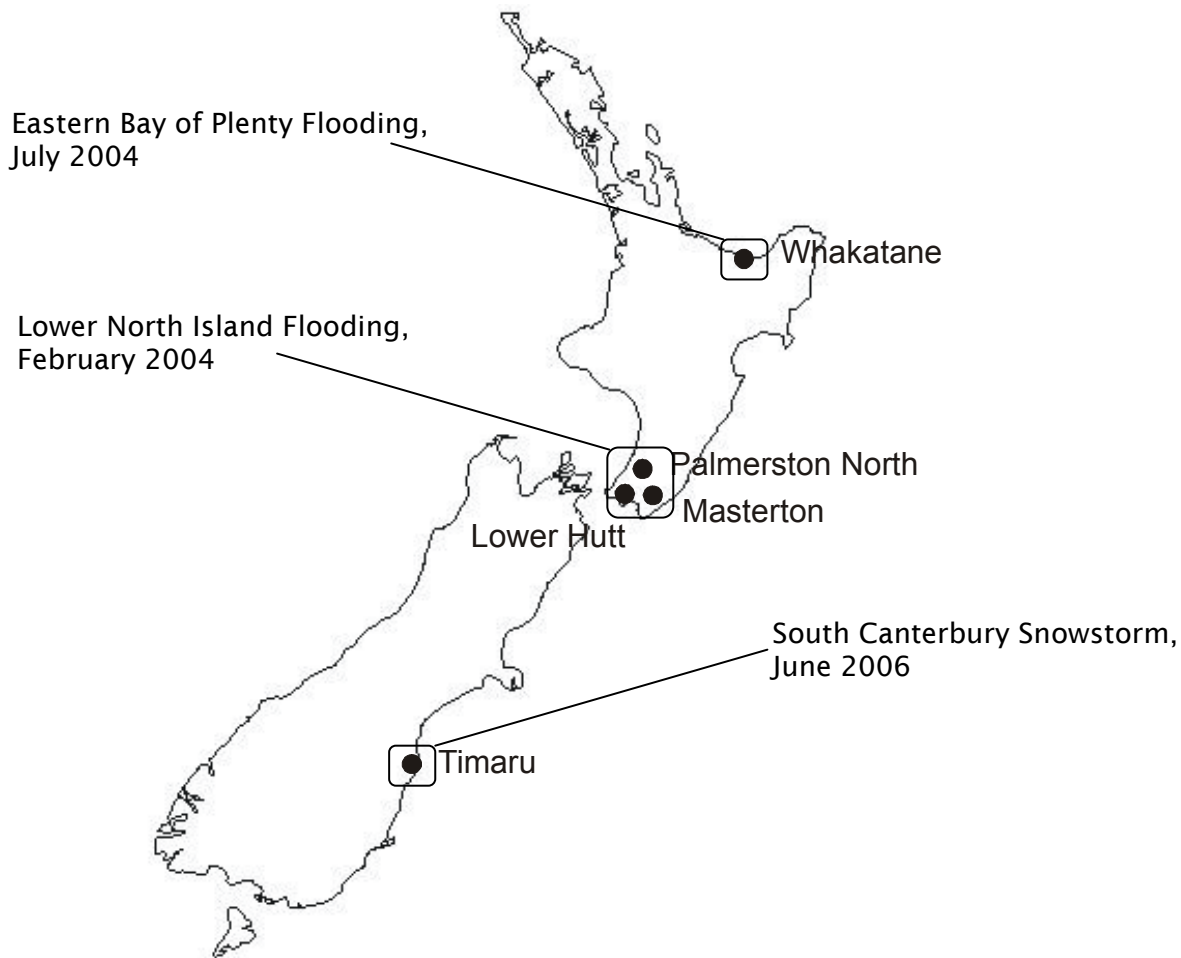 Eastern Bay of Plenty Flooding,
July 2004
Whakatane
Lower North Island Flooding,
February 2004
Palmerston North
Masterton
Lower Hutt
South Canterbury Snowstorm,
June 2006
Timaru